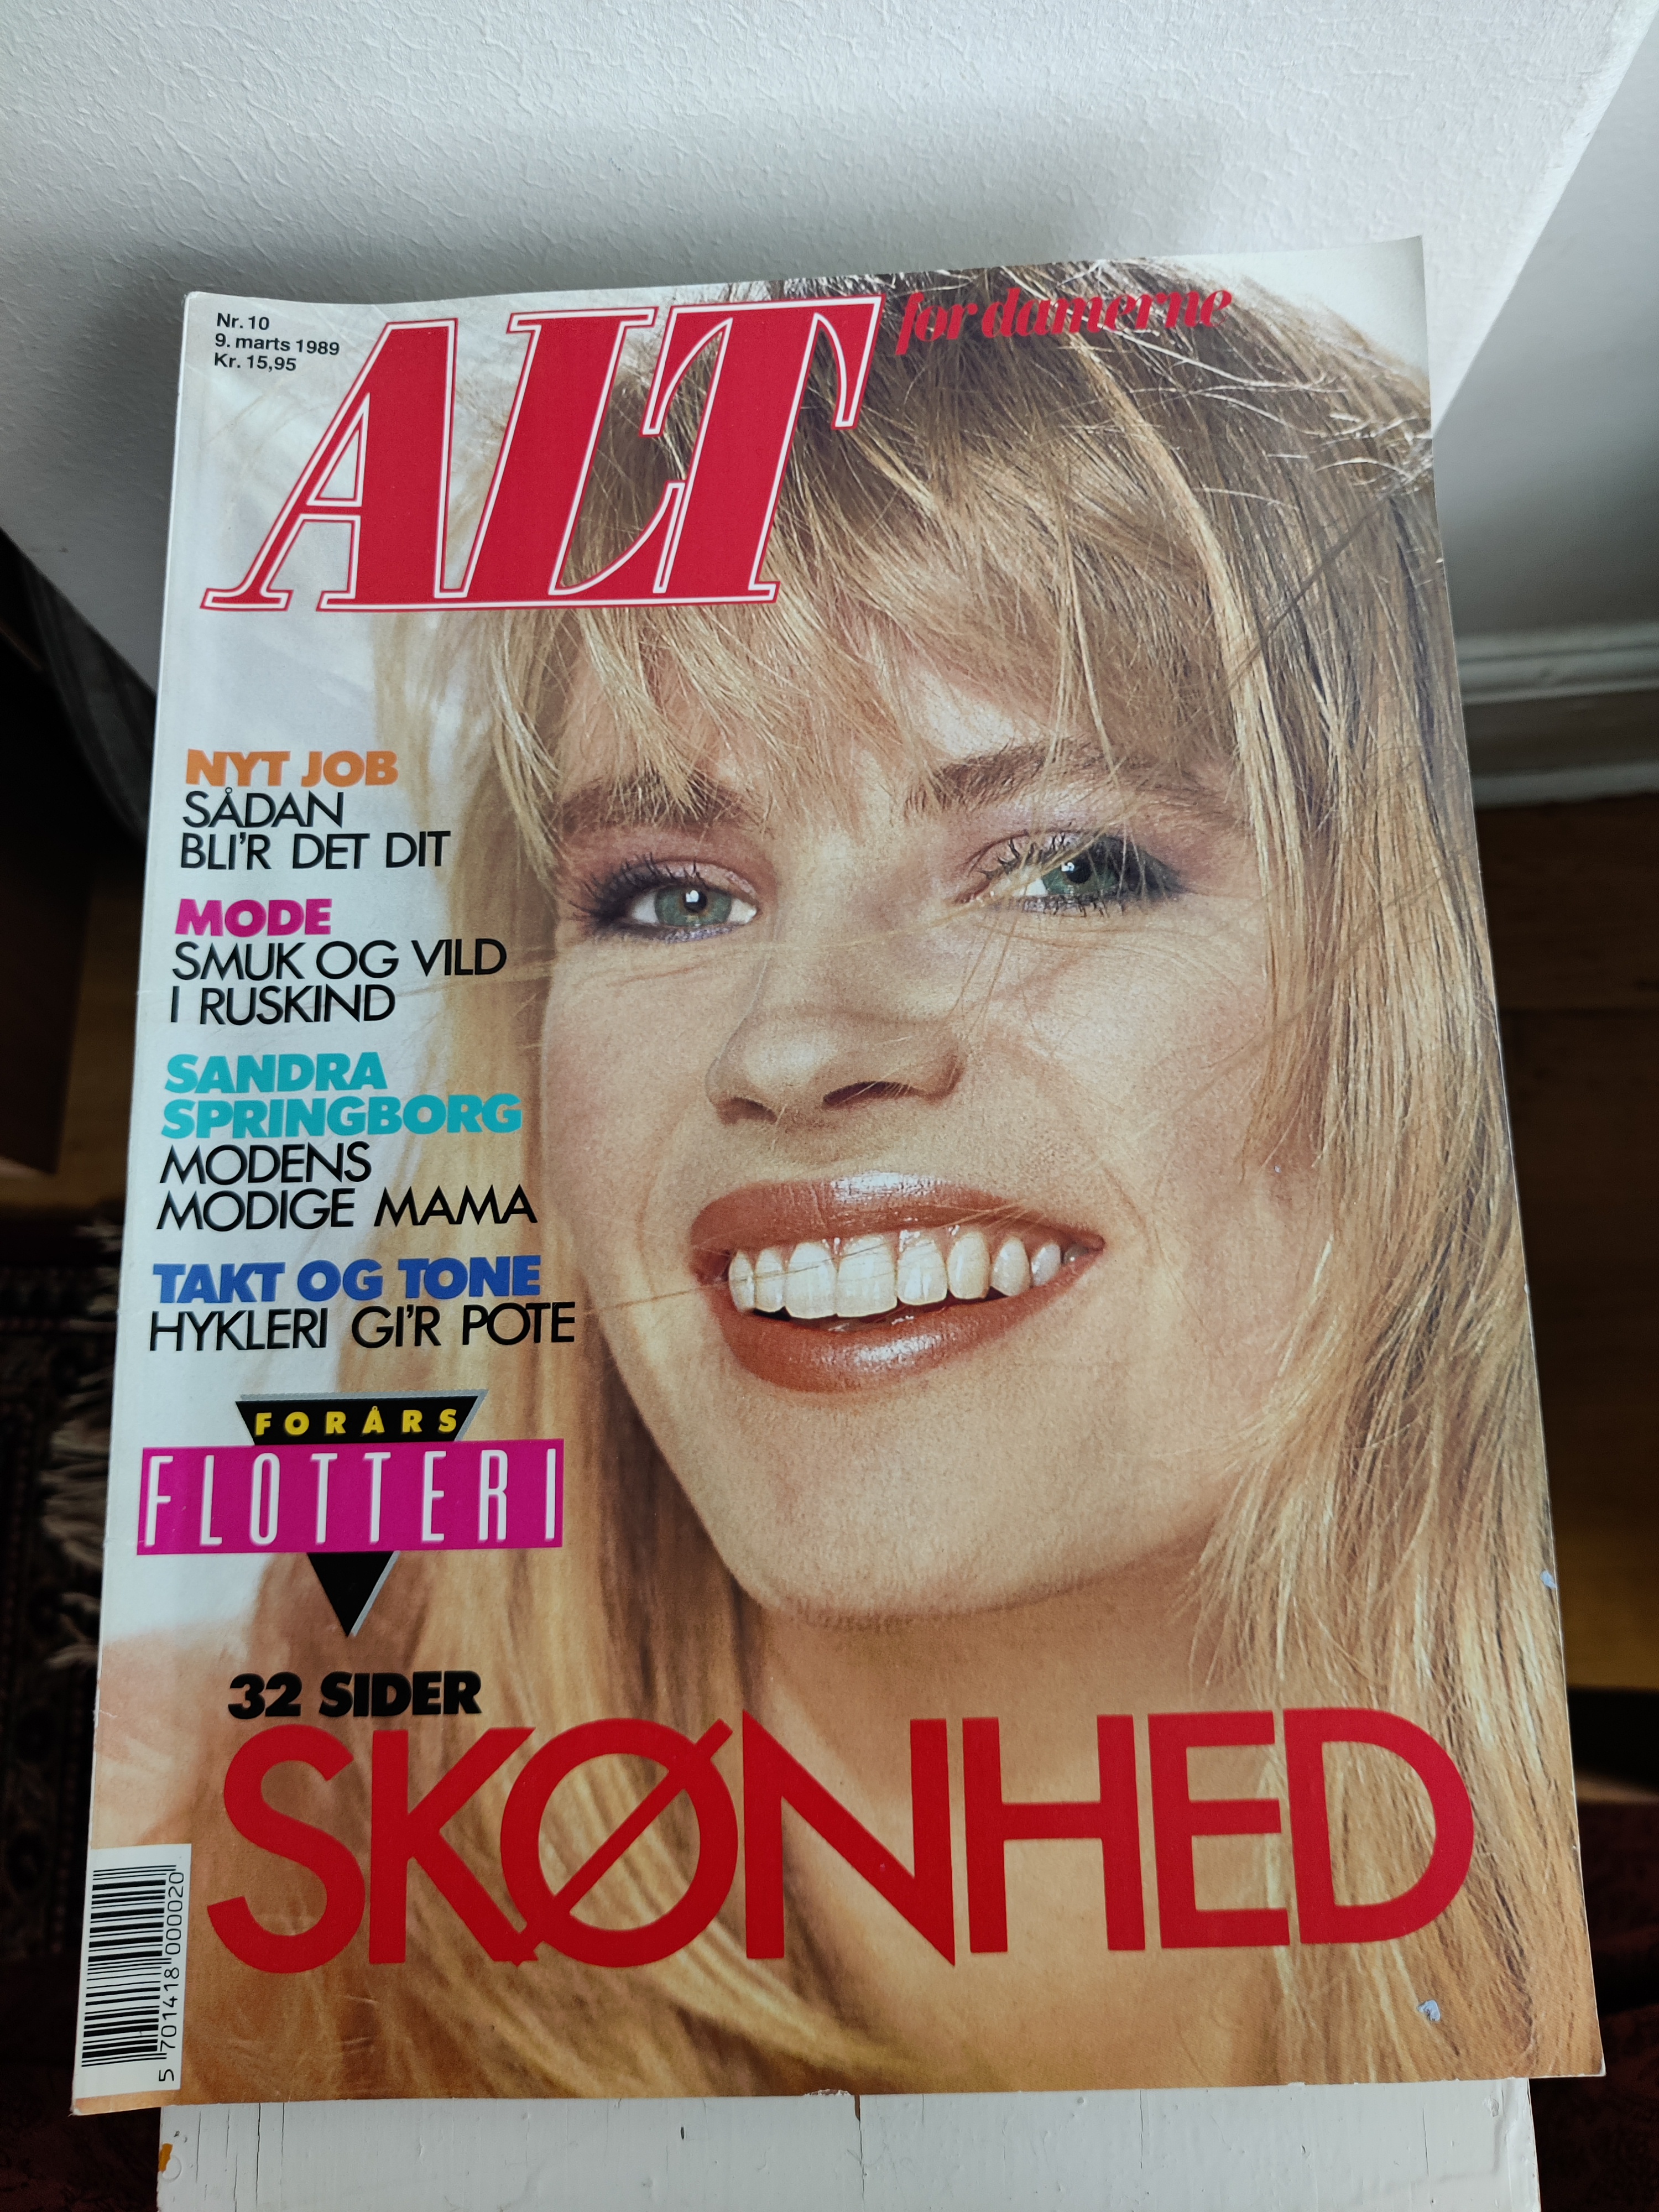 Nr. 10
9. marts 1989
Kr. 15,95
ALT for damerne
NYT JOB
SÅDAN
BLI'R DET DIT
MODE
SMUK OG VILD
I RUSKIND
SANDRA
SPRINGBORG
MODENS
MODIGE MAMA
TAKT OG TONE
HYKLERI GI'R POTE
FORÅRS
FLOTTERI
32 SIDER
SKØNHED
5 701418 000020